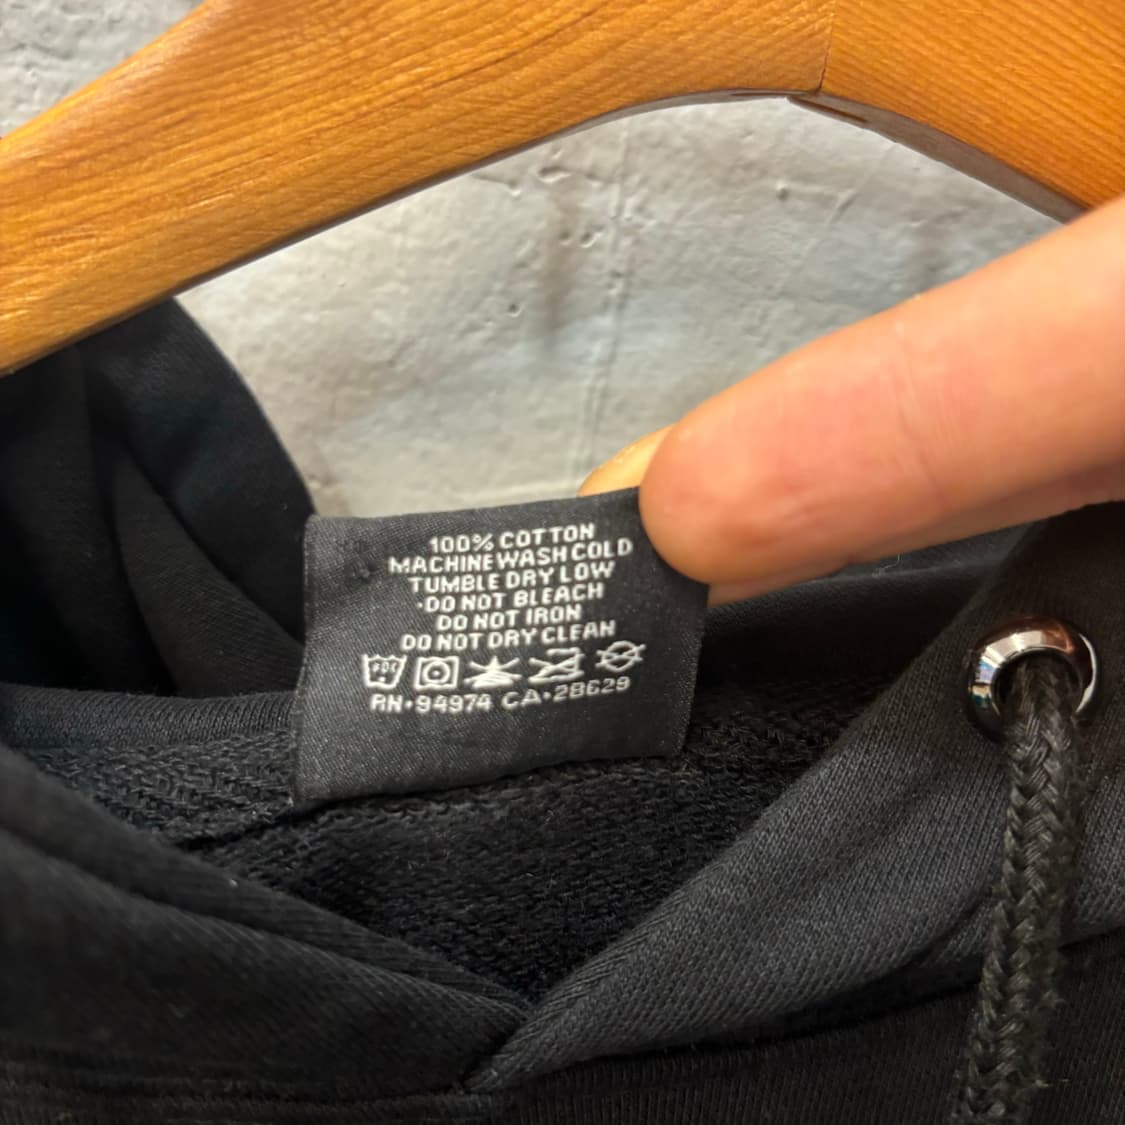 100% COTTON
MACHINE WASH COLD
TUMBLE DRY LOW
·DO NOT BLEACH
DO NOT IRON
DO NOT DRY CLEAN
RN·94974 CA·28629